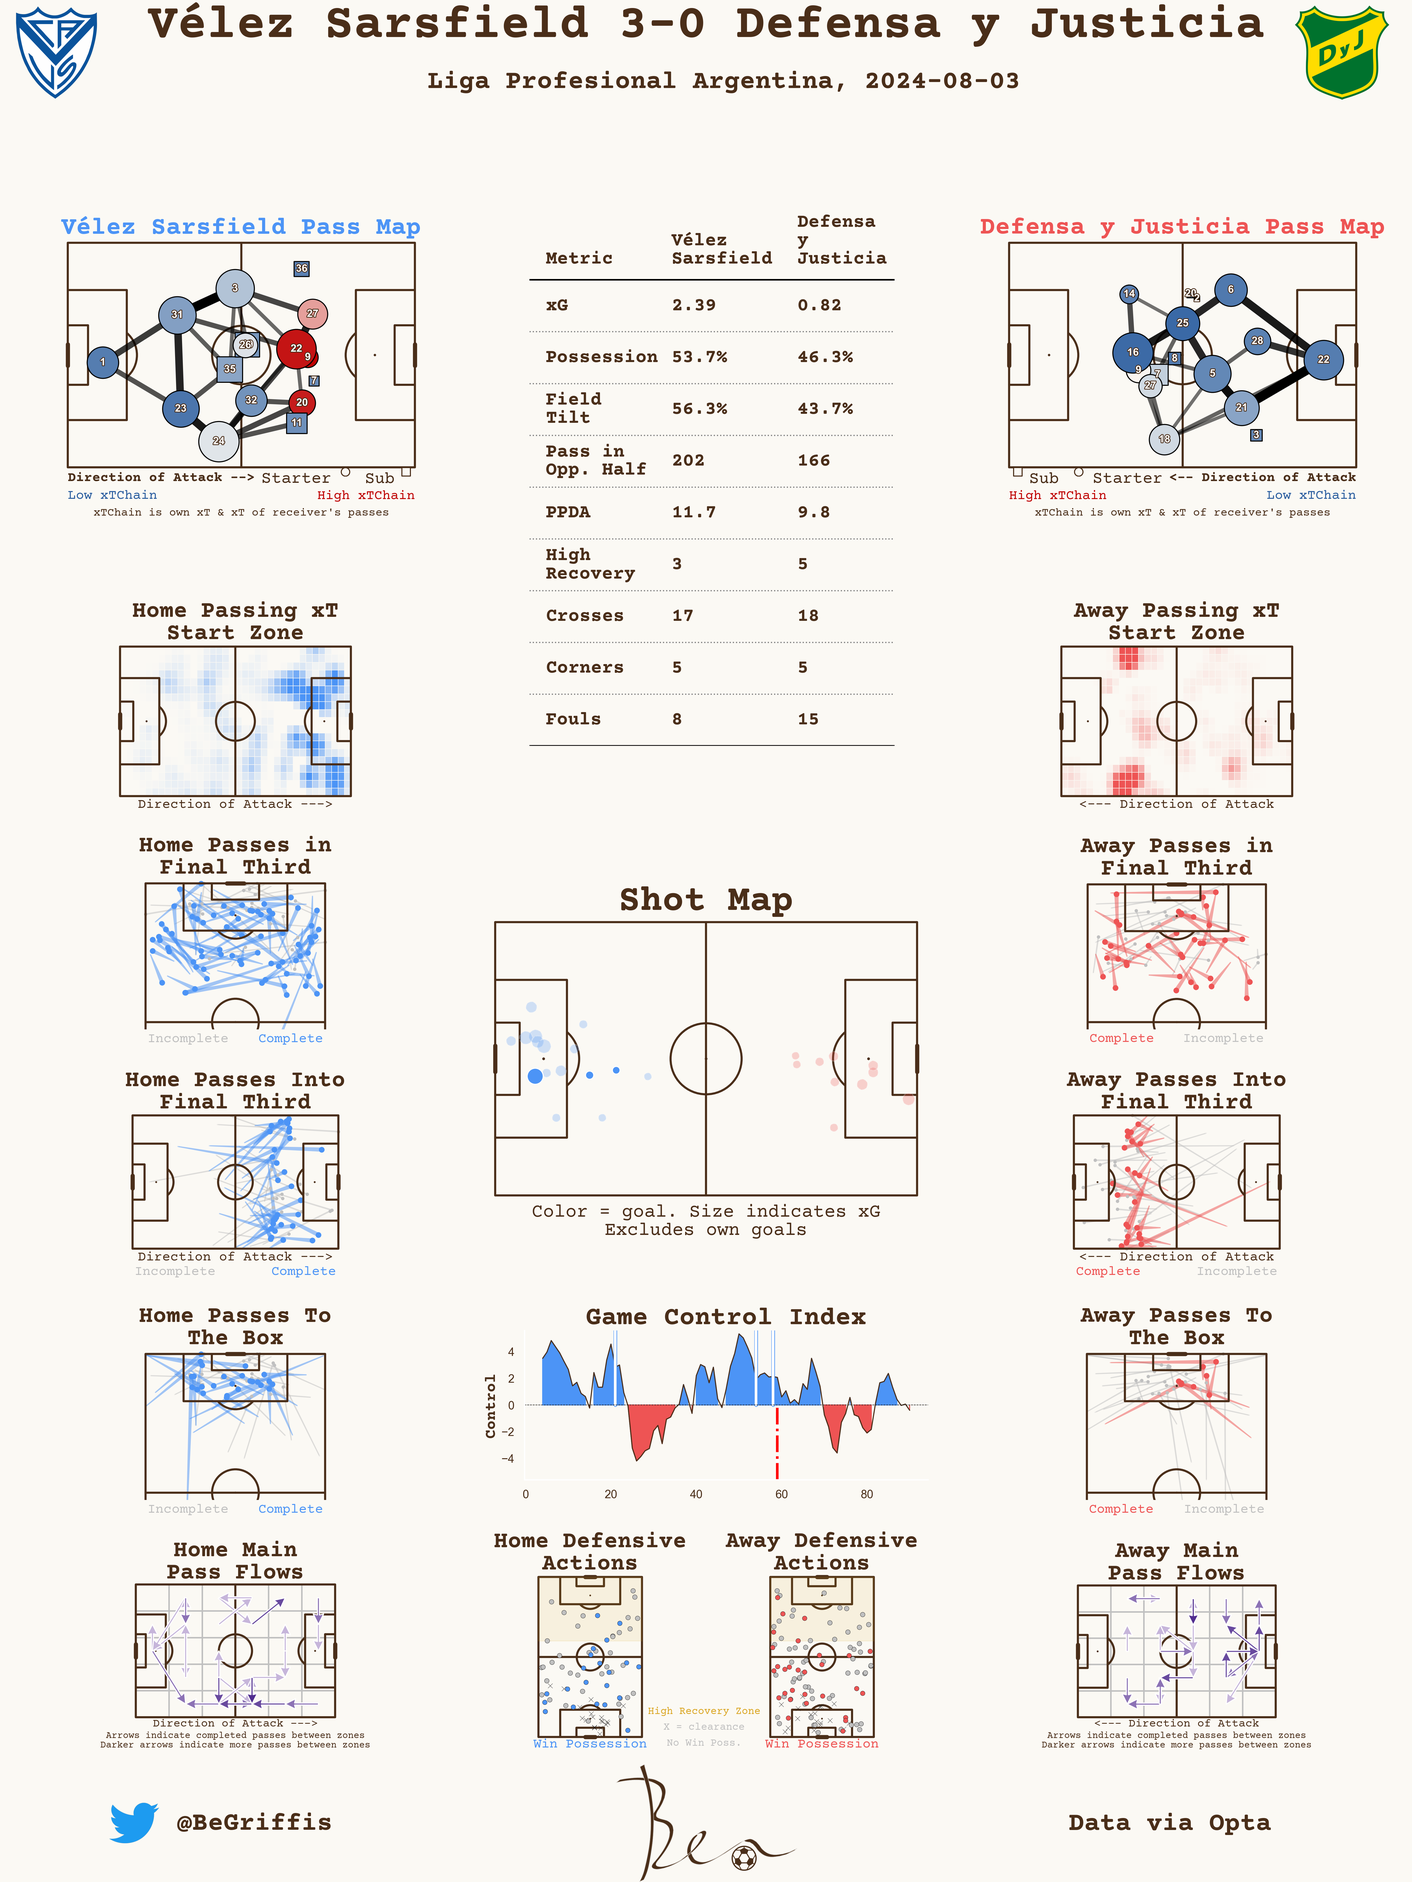 Vélez Sarsfield 3-0 Defensa y Justicia
Liga Profesional Argentina, 2024-08-03
DyJ
Vélez Sarsfield Pass Map
36
3
27
31
26
22
9
1
35
7
32
20
23
11
24
Direction of Attack --> Starter Sub
Low xTChain High xTChain
xTChain is own xT & xT of receiver's passes
Metric Vélez Sarsfield Defensa y Justicia
xG 2.39 0.82
Possession 53.7% 46.3%
Field Tilt 56.3% 43.7%
Pass in Opp. Half 202 166
PPDA 11.7 9.8
High Recovery 3 5
Crosses 17 18
Corners 5 5
Fouls 8 15
Defensa y Justicia Pass Map
14
6
25
28
16
8
22
9
7
5
27
21
18
3
Sub Starter <-- Direction of Attack
High xTChain Low xTChain
xTChain is own xT & xT of receiver's passes
Home Passing xT
Start Zone
Direction of Attack --->
Away Passing xT
Start Zone
<--- Direction of Attack
Home Passes in
Final Third
Incomplete Complete
Away Passes in
Final Third
Complete Incomplete
Shot Map
Color = goal. Size indicates xG
Excludes own goals
Home Passes Into
Final Third
Direction of Attack --->
Incomplete Complete
Away Passes Into
Final Third
<--- Direction of Attack
Complete Incomplete
Home Passes To
The Box
Incomplete Complete
Game Control Index
Control
4
2
0
−2
−4
0 20 40 60 80
Away Passes To
The Box
Complete Incomplete
Home Main
Pass Flows
Direction of Attack --->
Arrows indicate completed passes between zones
Darker arrows indicate more passes between zones
Home Defensive
Actions
Win Possession
High Recovery Zone
X = clearance
No Win Poss.
Away Defensive
Actions
Win Possession
Away Main
Pass Flows
<--- Direction of Attack
Arrows indicate completed passes between zones
Darker arrows indicate more passes between zones
@BeGriffis
Ben
Data via Opta